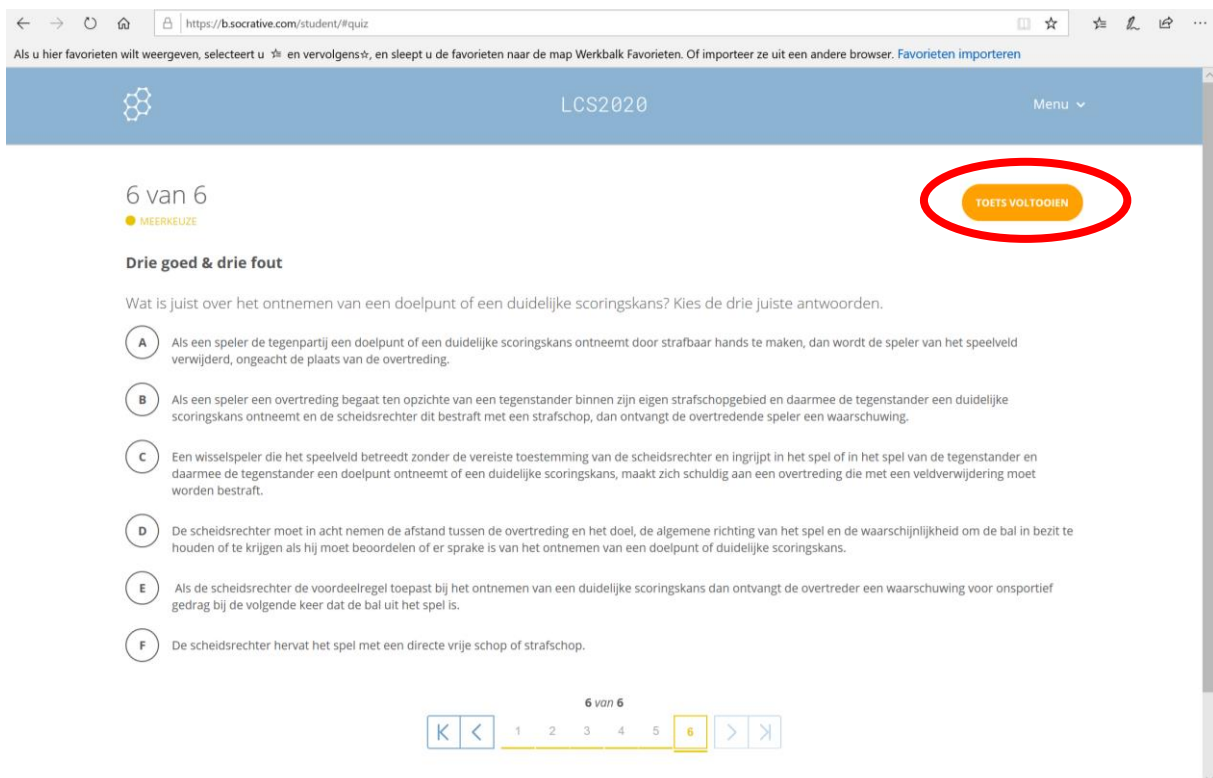 https://b.socrative.com/student/#quiz
Als u hier favorieten wilt weergeven, selecteert u en vervolgens☆, en sleept u de favorieten naar de map Werkbalk Favorieten. Of importeer ze uit een andere browser. Favorieten importeren
LCS2020
Menu
6 van 6
TOETS VOLTOOIEN
MEERKEUZE
Drie goed & drie fout
Wat is juist over het ontnemen van een doelpunt of een duidelijke scoringskans? Kies de drie juiste antwoorden.
A Als een speler de tegenpartij een doelpunt of een duidelijke scoringskans ontneemt door strafbaar hands te maken, dan wordt de speler van het speelveld
verwijderd, ongeacht de plaats van de overtreding.
B Als een speler een overtreding begaat ten opzichte van een tegenstander binnen zijn eigen strafschopgebied en daarmee de tegenstander een duidelijke
scoringskans ontneemt en de scheidsrechter dit bestraft met een strafschop, dan ontvangt de overtredende speler een waarschuwing.
C Een wisselspeler die het speelveld betreedt zonder de vereiste toestemming van de scheidsrechter en ingrijpt in het spel of in het spel van de tegenstander en
daarmee de tegenstander een doelpunt ontneemt of een duidelijke scoringskans, maakt zich schuldig aan een overtreding die met een veldverwijdering moet
worden bestraft.
D De scheidsrechter moet in acht nemen de afstand tussen de overtreding en het doel, de algemene richting van het spel en de waarschijnlijkheid om de bal in bezit te
houden of te krijgen als hij moet beoordelen of er sprake is van het ontnemen van een doelpunt of duidelijke scoringskans.
E Als de scheidsrechter de voordeelregel toepast bij het ontnemen van een duidelijke scoringskans dan ontvangt de overtreder een waarschuwing voor onsportief
gedrag bij de volgende keer dat de bal uit het spel is.
F De scheidsrechter hervat het spel met een directe vrije schop of strafschop.
6 van 6
1 2 3 4 5 6